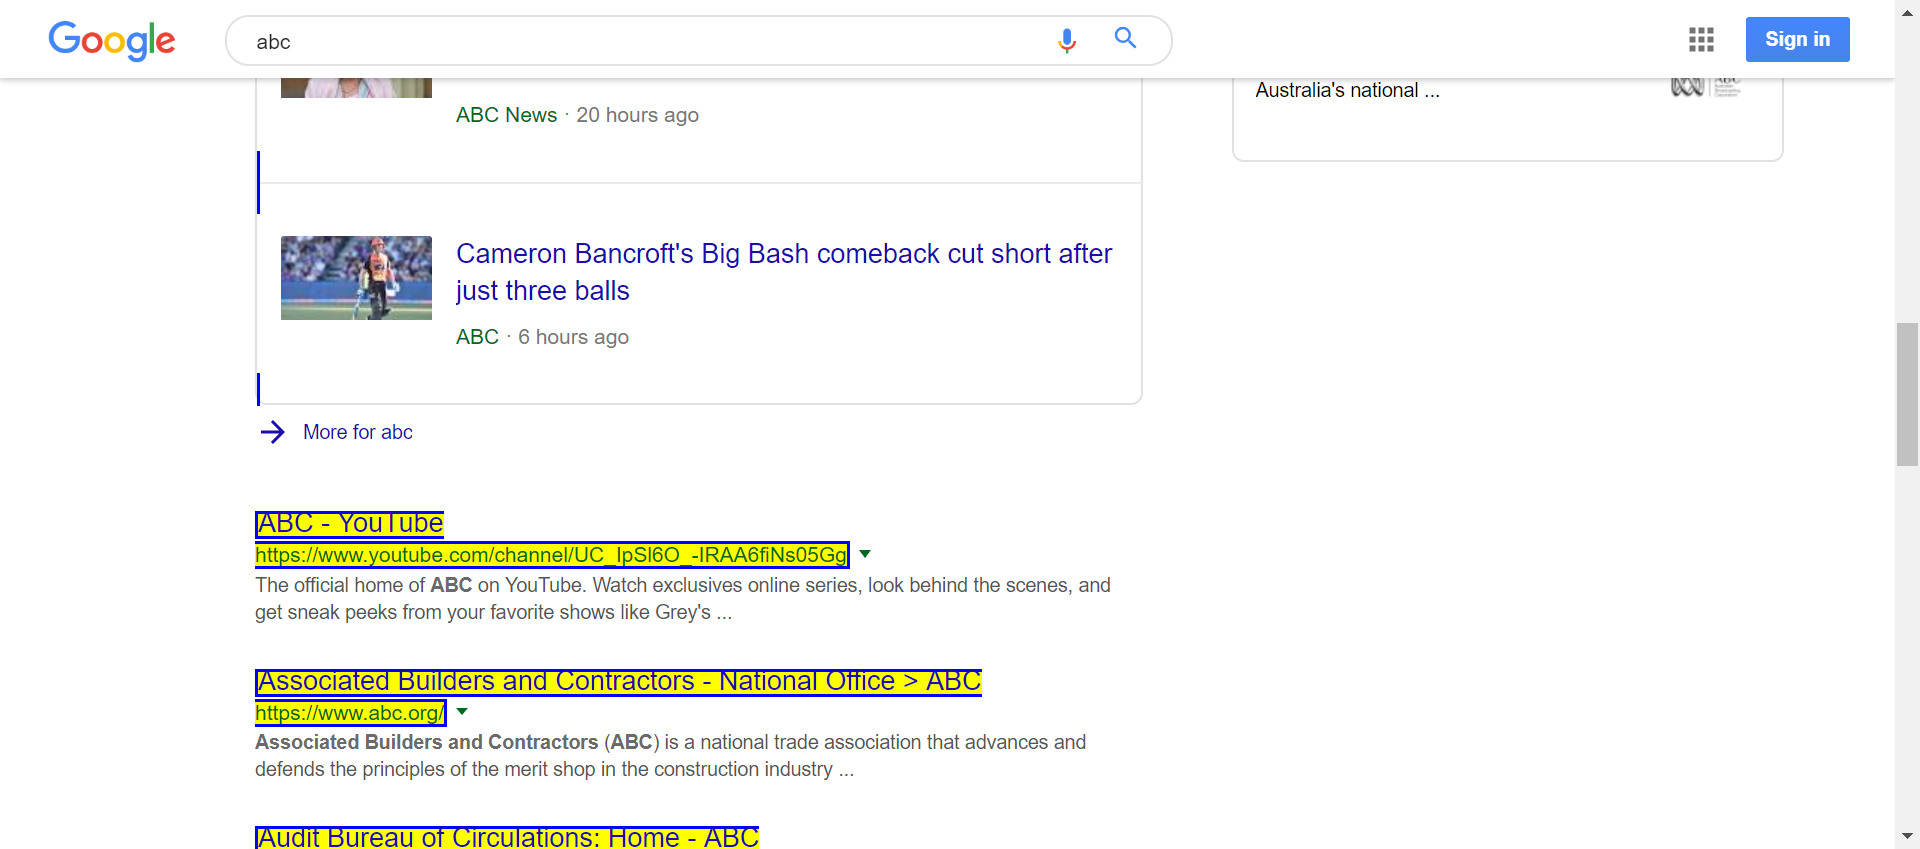 Google
abc
Sign in
Australia's national ...
ABC
ABC News · 20 hours ago
Cameron Bancroft's Big Bash comeback cut short after
just three balls
ABC · 6 hours ago
More for abc
ABC - YouTube
https://www.youtube.com/channel/UC_IpSl6O_-IRAA6fiNs05Gg
The official home of ABC on YouTube. Watch exclusives online series, look behind the scenes, and
get sneak peeks from your favorite shows like Grey's ...
Associated Builders and Contractors - National Office > ABC
https://www.abc.org/
Associated Builders and Contractors (ABC) is a national trade association that advances and
defends the principles of the merit shop in the construction industry ...
Audit Bureau of Circulations: Home - ABC